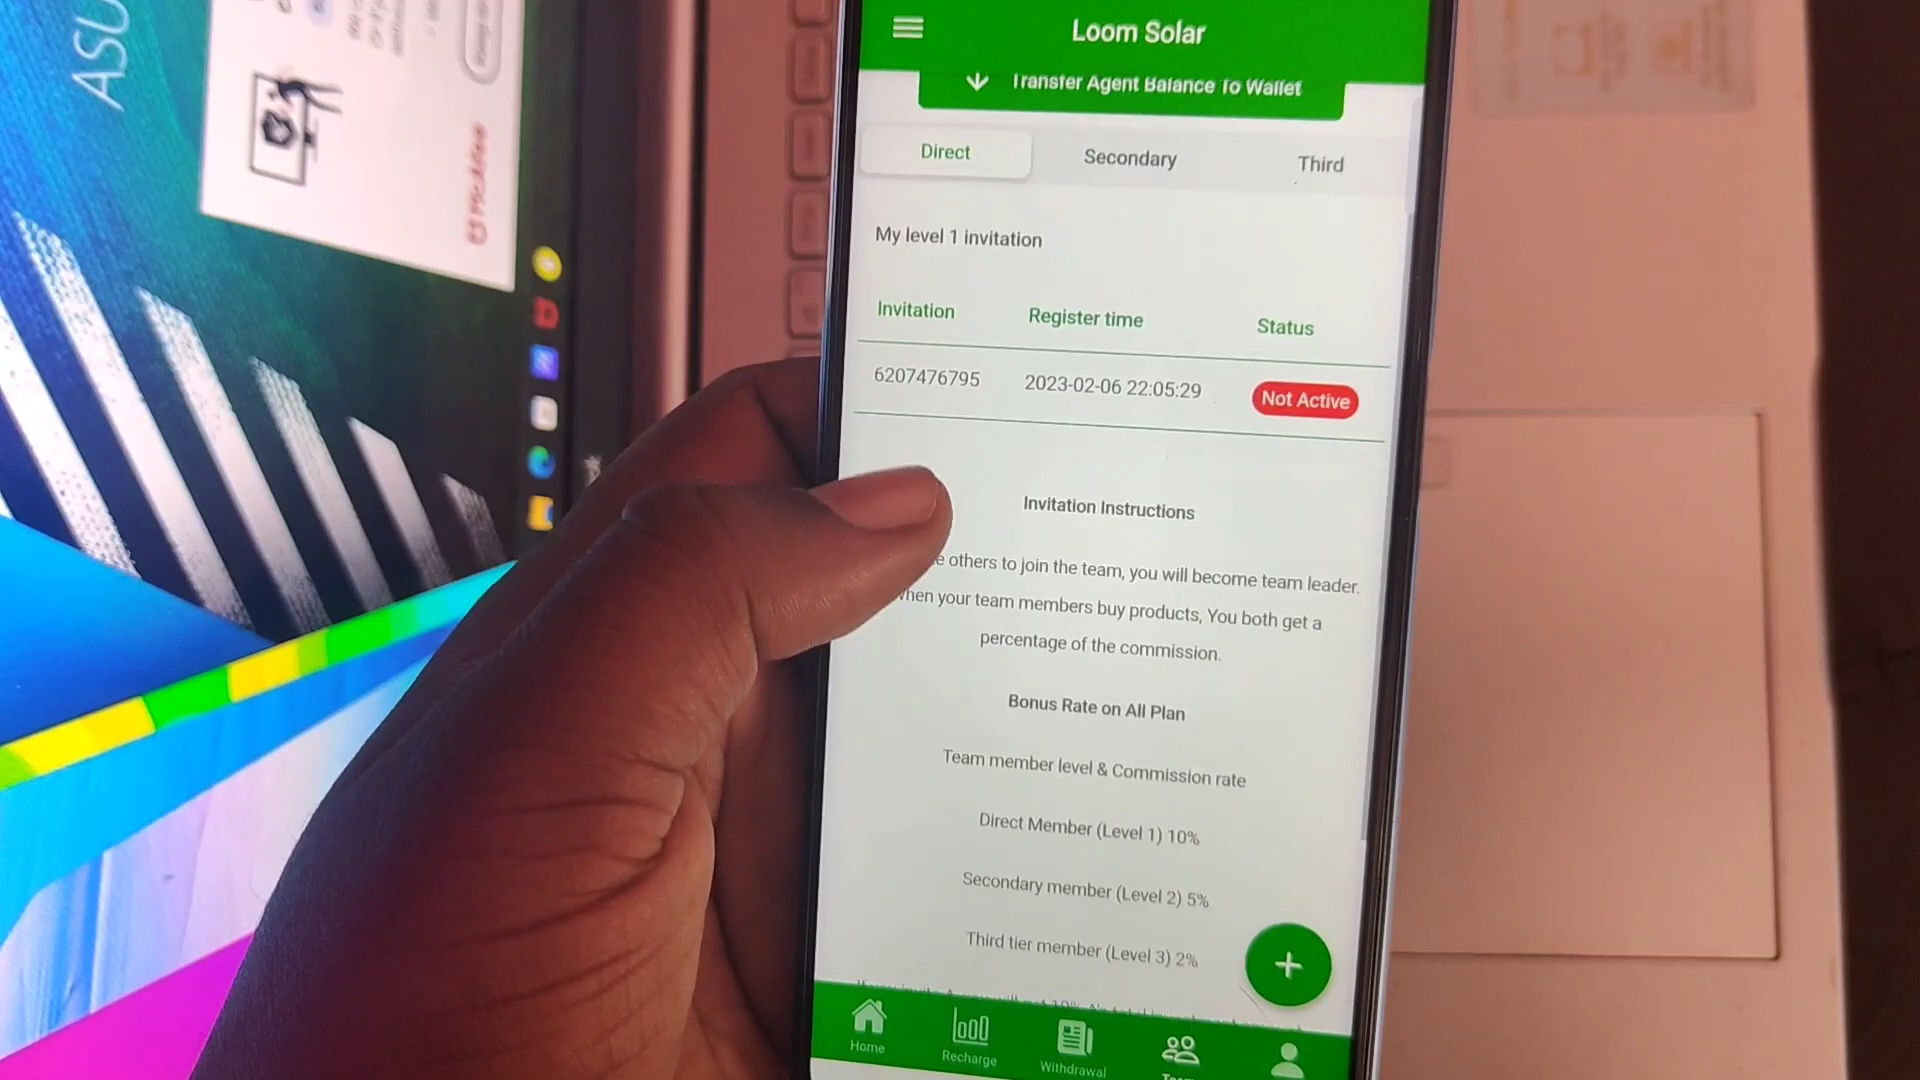 ASU
McAfee
Loom Solar
Transfer Agent Balance To Wallet
Direct
Secondary
Third
My level 1 invitation
Invitation
Register time
Status
6207476795
2023-02-06 22:05:29
Not Active
Invitation Instructions
others to join the team, you will become team leader.
when your team members buy products, You both get a
percentage of the commission.
Bonus Rate on All Plan
Team member level & Commission rate
Direct Member (Level 1) 10%
Secondary member (Level 2) 5%
Third tier member (Level 3) 2%
+
Home
Recharge
Withdrawal